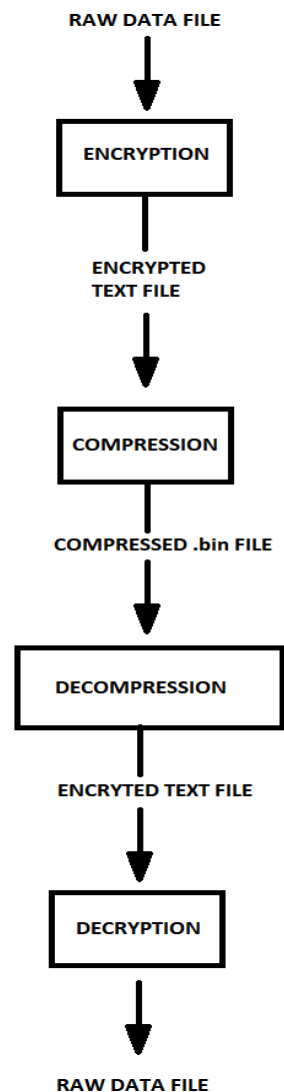 RAW DATA FILE
ENCRYPTION
ENCRYPTED
TEXT FILE
COMPRESSION
COMPRESSED .bin FILE
DECOMPRESSION
ENCRYTED TEXT FILE
DECRYPTION
RAW DATA FILE